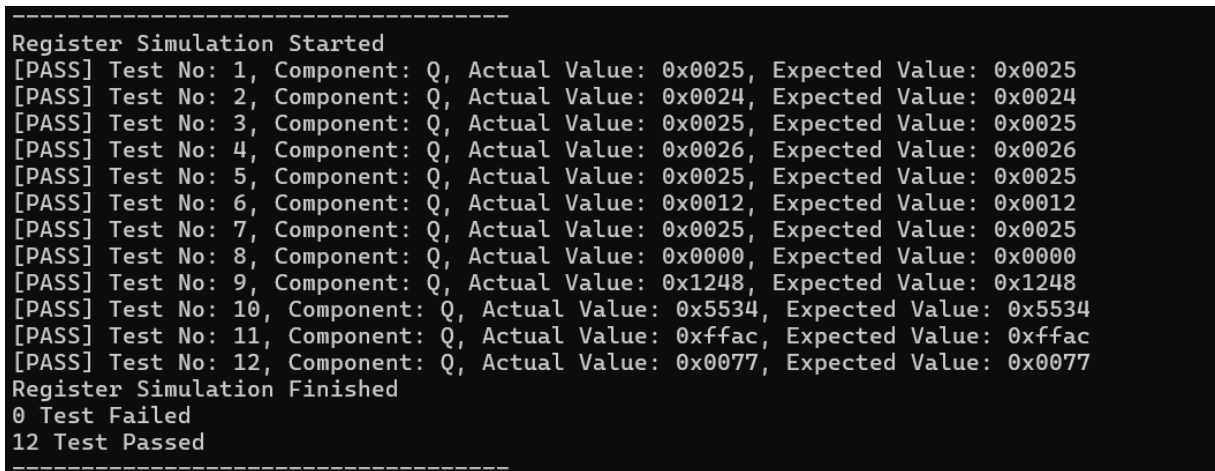 -------------------------------------
Register Simulation Started
[PASS] Test No: 1, Component: Q, Actual Value: 0x0025, Expected Value: 0x0025
[PASS] Test No: 2, Component: Q, Actual Value: 0x0024, Expected Value: 0x0024
[PASS] Test No: 3, Component: Q, Actual Value: 0x0025, Expected Value: 0x0025
[PASS] Test No: 4, Component: Q, Actual Value: 0x0026, Expected Value: 0x0026
[PASS] Test No: 5, Component: Q, Actual Value: 0x0025, Expected Value: 0x0025
[PASS] Test No: 6, Component: Q, Actual Value: 0x0012, Expected Value: 0x0012
[PASS] Test No: 7, Component: Q, Actual Value: 0x0025, Expected Value: 0x0025
[PASS] Test No: 8, Component: Q, Actual Value: 0x0000, Expected Value: 0x0000
[PASS] Test No: 9, Component: Q, Actual Value: 0x1248, Expected Value: 0x1248
[PASS] Test No: 10, Component: Q, Actual Value: 0x5534, Expected Value: 0x5534
[PASS] Test No: 11, Component: Q, Actual Value: 0xffac, Expected Value: 0xffac
[PASS] Test No: 12, Component: Q, Actual Value: 0x0077, Expected Value: 0x0077
Register Simulation Finished
0 Test Failed
12 Test Passed
-------------------------------------